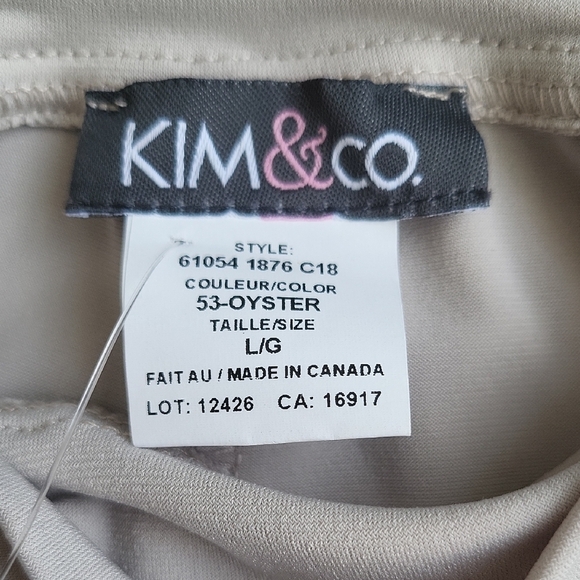 KIM&CO.
STYLE:
61054 1876 C18
COULEUR/COLOR
53-OYSTER
TAILLE/SIZE
L/G
FAIT AU / MADE IN CANADA
LOT: 12426 CA: 16917